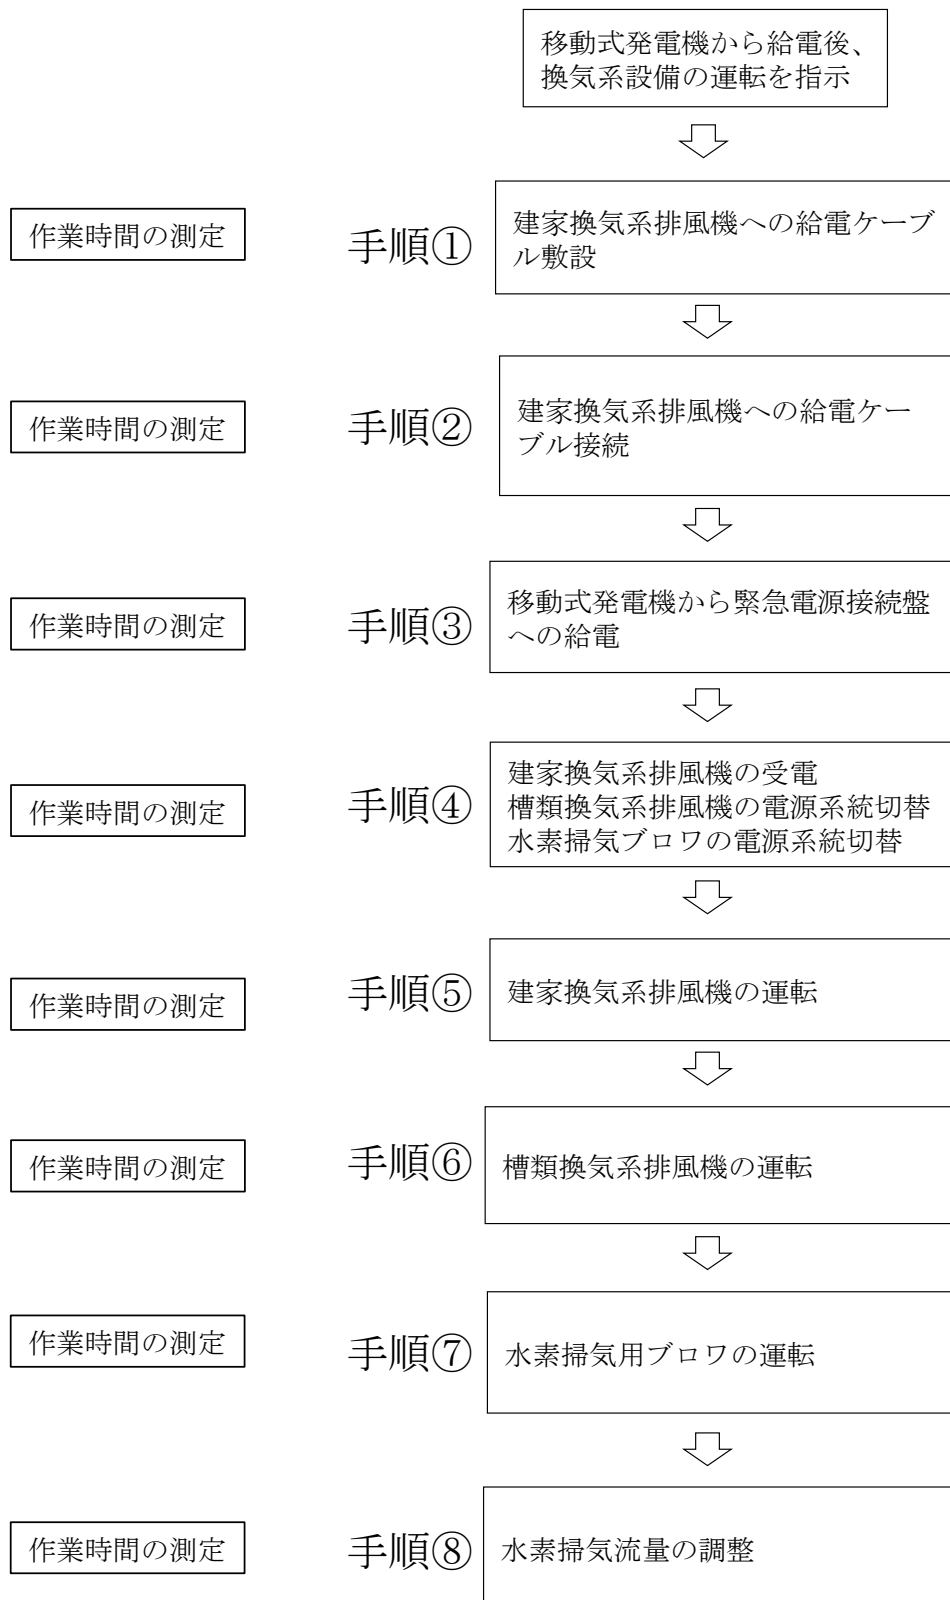 移動式発電機から給電後、
換気系設備の運転を指示
作業時間の測定
手順①
建家換気系排風機への給電ケーブ
ル敷設
作業時間の測定
手順②
建家換気系排風機への給電ケー
ブル接続
作業時間の測定
手順③
移動式発電機から緊急電源接続盤
への給電
作業時間の測定
手順④
建家換気系排風機の受電
槽類換気系排風機の電源系統切替
水素掃気ブロワの電源系統切替
作業時間の測定
手順⑤
建家換気系排風機の運転
作業時間の測定
手順⑥
槽類換気系排風機の運転
作業時間の測定
手順⑦
水素掃気用ブロワの運転
作業時間の測定
手順⑧
水素掃気流量の調整